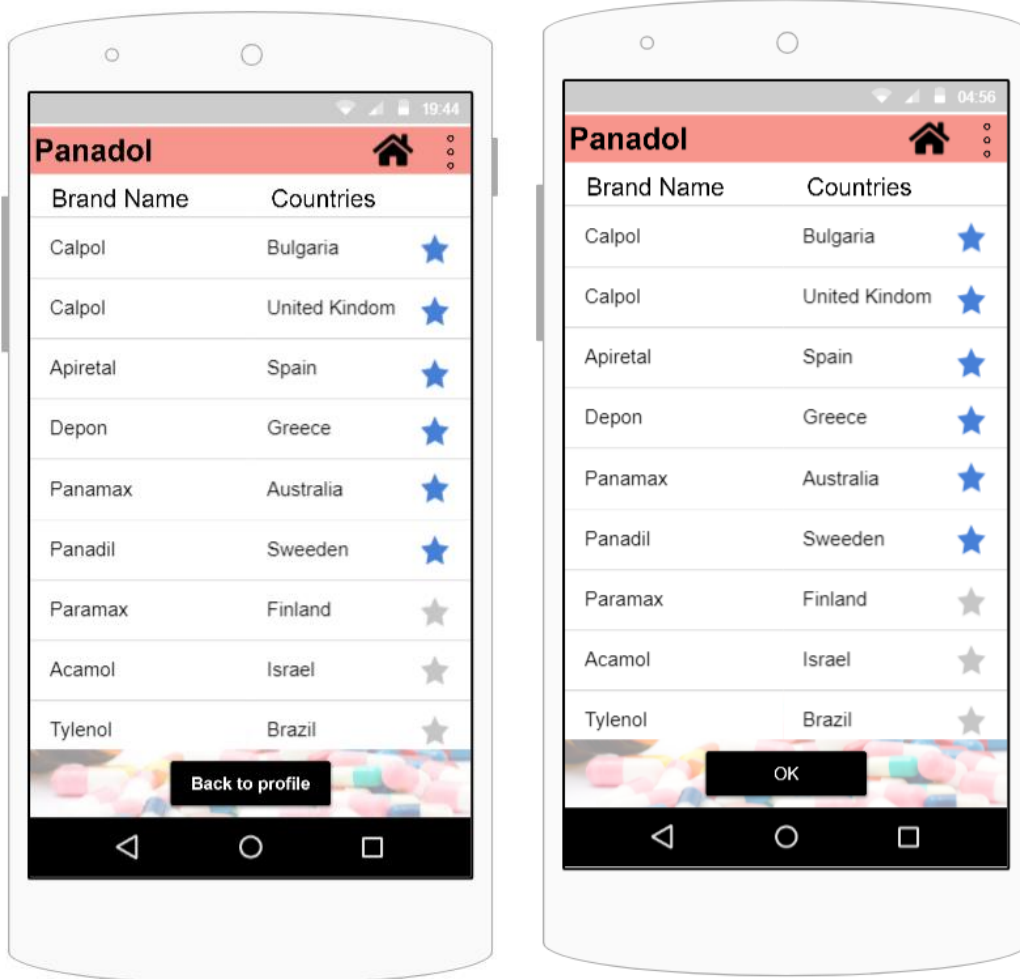 19:44
Panadol
Brand Name Countries
Calpol Bulgaria
Calpol United Kindom
Apiretal Spain
Depon Greece
Panamax Australia
Panadil Sweeden
Paramax Finland
Acamol Israel
Tylenol Brazil
Back to profile
04:56
Panadol
Brand Name Countries
Calpol Bulgaria
Calpol United Kindom
Apiretal Spain
Depon Greece
Panamax Australia
Panadil Sweeden
Paramax Finland
Acamol Israel
Tylenol Brazil
OK